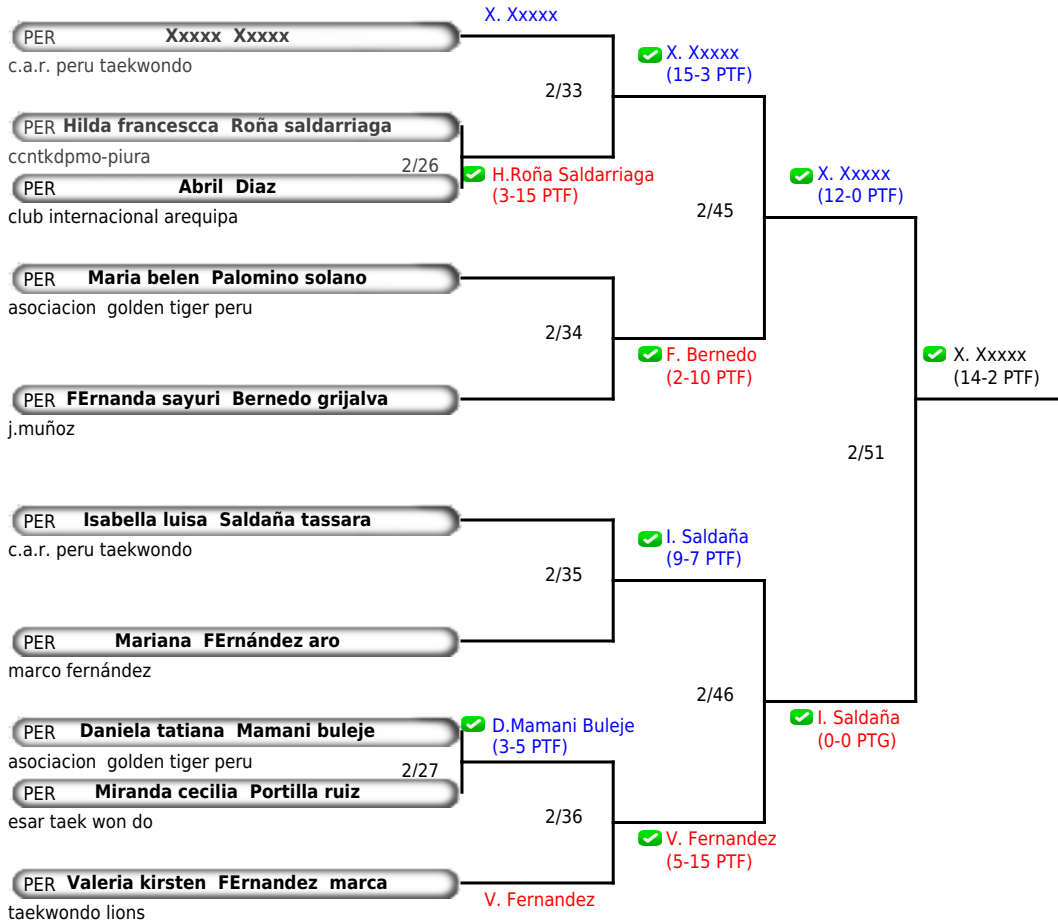 X. Xxxxx
PER Xxxxx Xxxxx
c.a.r. peru taekwondo
X. Xxxxx
(15-3 PTF)
2/33
PER Hilda francescca Roña saldarriaga
ccntkdpmo-piura
2/26
H.Roña Saldarriaga
(3-15 PTF)
PER Abril Diaz
club internacional arequipa
X. Xxxxx
(12-0 PTF)
2/45
PER Maria belen Palomino solano
asociacion golden tiger peru
2/34
F. Bernedo
(2-10 PTF)
X. Xxxxx
(14-2 PTF)
PER FErnanda sayuri Bernedo grijalva
j.muñoz
2/51
PER Isabella luisa Saldaña tassara
c.a.r. peru taekwondo
I. Saldaña
(9-7 PTF)
2/35
PER Mariana FErnández aro
marco fernández
2/46
I. Saldaña
(0-0 PTG)
PER Daniela tatiana Mamani buleje
asociacion golden tiger peru
D.Mamani Buleje
(3-5 PTF)
2/27
PER Miranda cecilia Portilla ruiz
esar taek won do
2/36
V. Fernandez
(5-15 PTF)
PER Valeria kirsten FErnandez marca
taekwondo lions
V. Fernandez